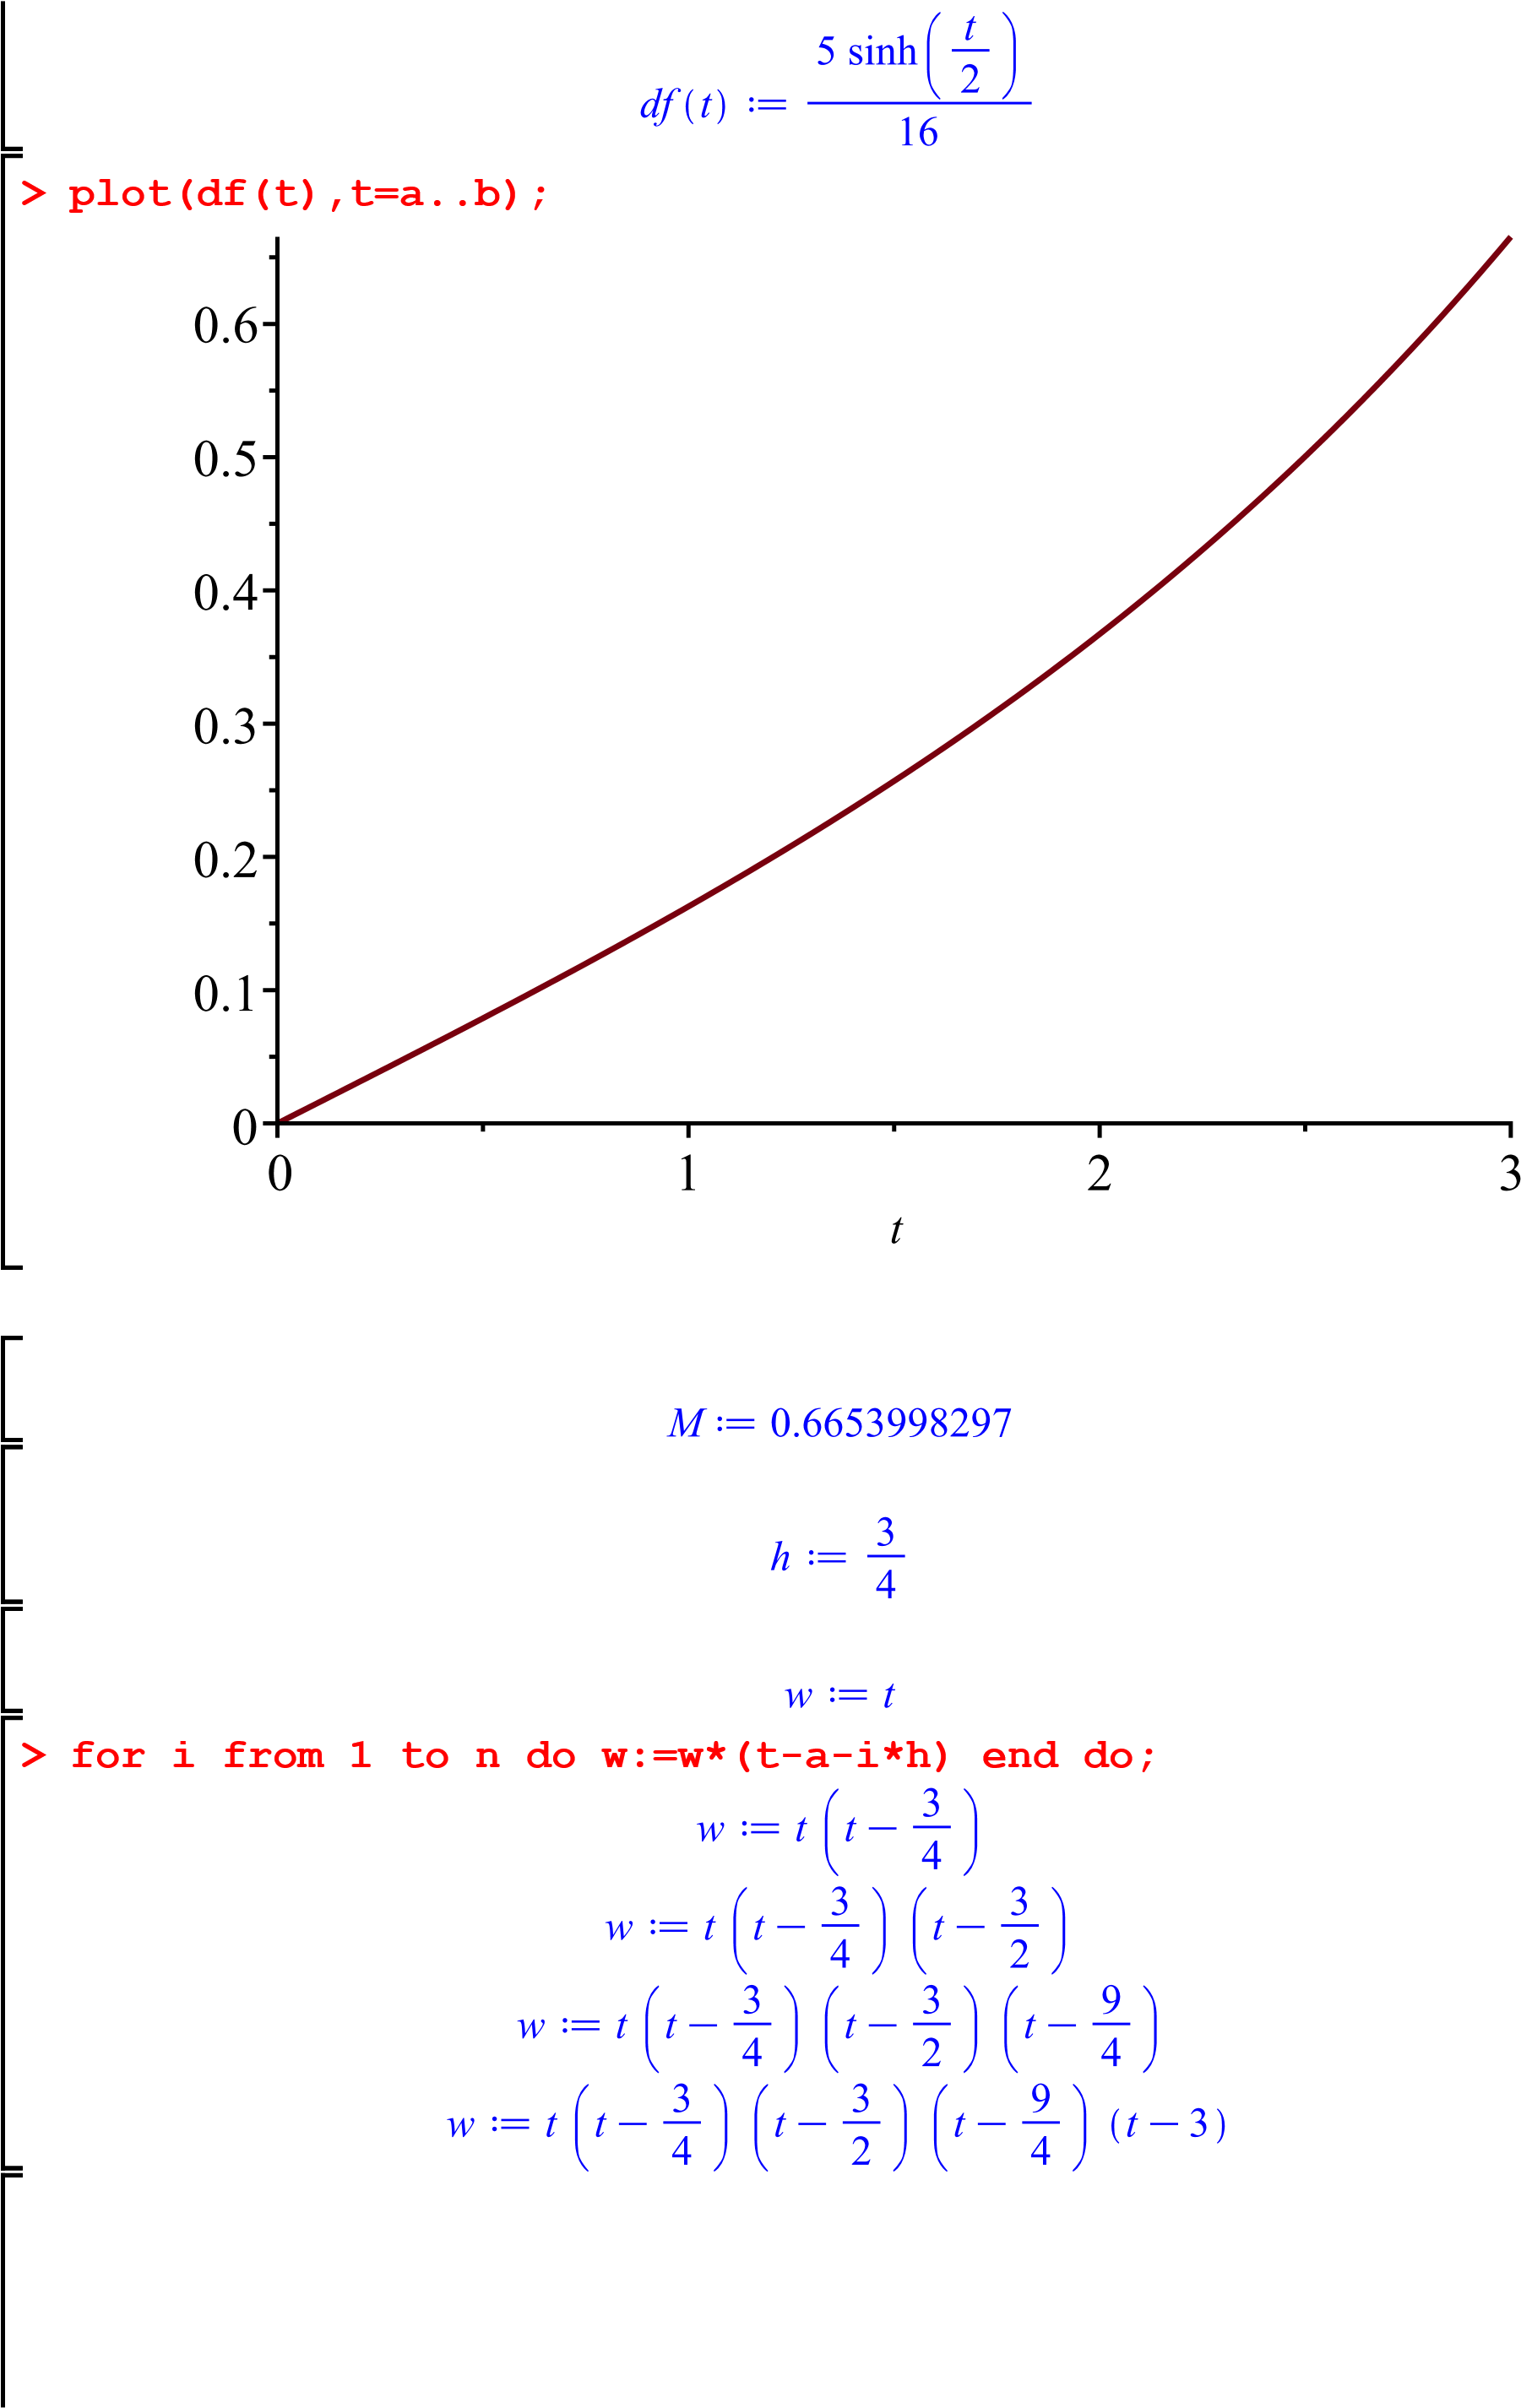 df(t) := 5 sinh(t/2)/16
> plot(df(t),t=a..b);
0.6
0.5
0.4
0.3
0.2
0.1
0
0 1 2 3
t
M := 0.6653998297
h := 3/4
w := t
> for i from 1 to n do w:=w*(t-a-i*h) end do;
w := t (t − 3/4)
w := t (t − 3/4) (t − 3/2)
w := t (t − 3/4) (t − 3/2) (t − 9/4)
w := t (t − 3/4) (t − 3/2) (t − 9/4) (t − 3)